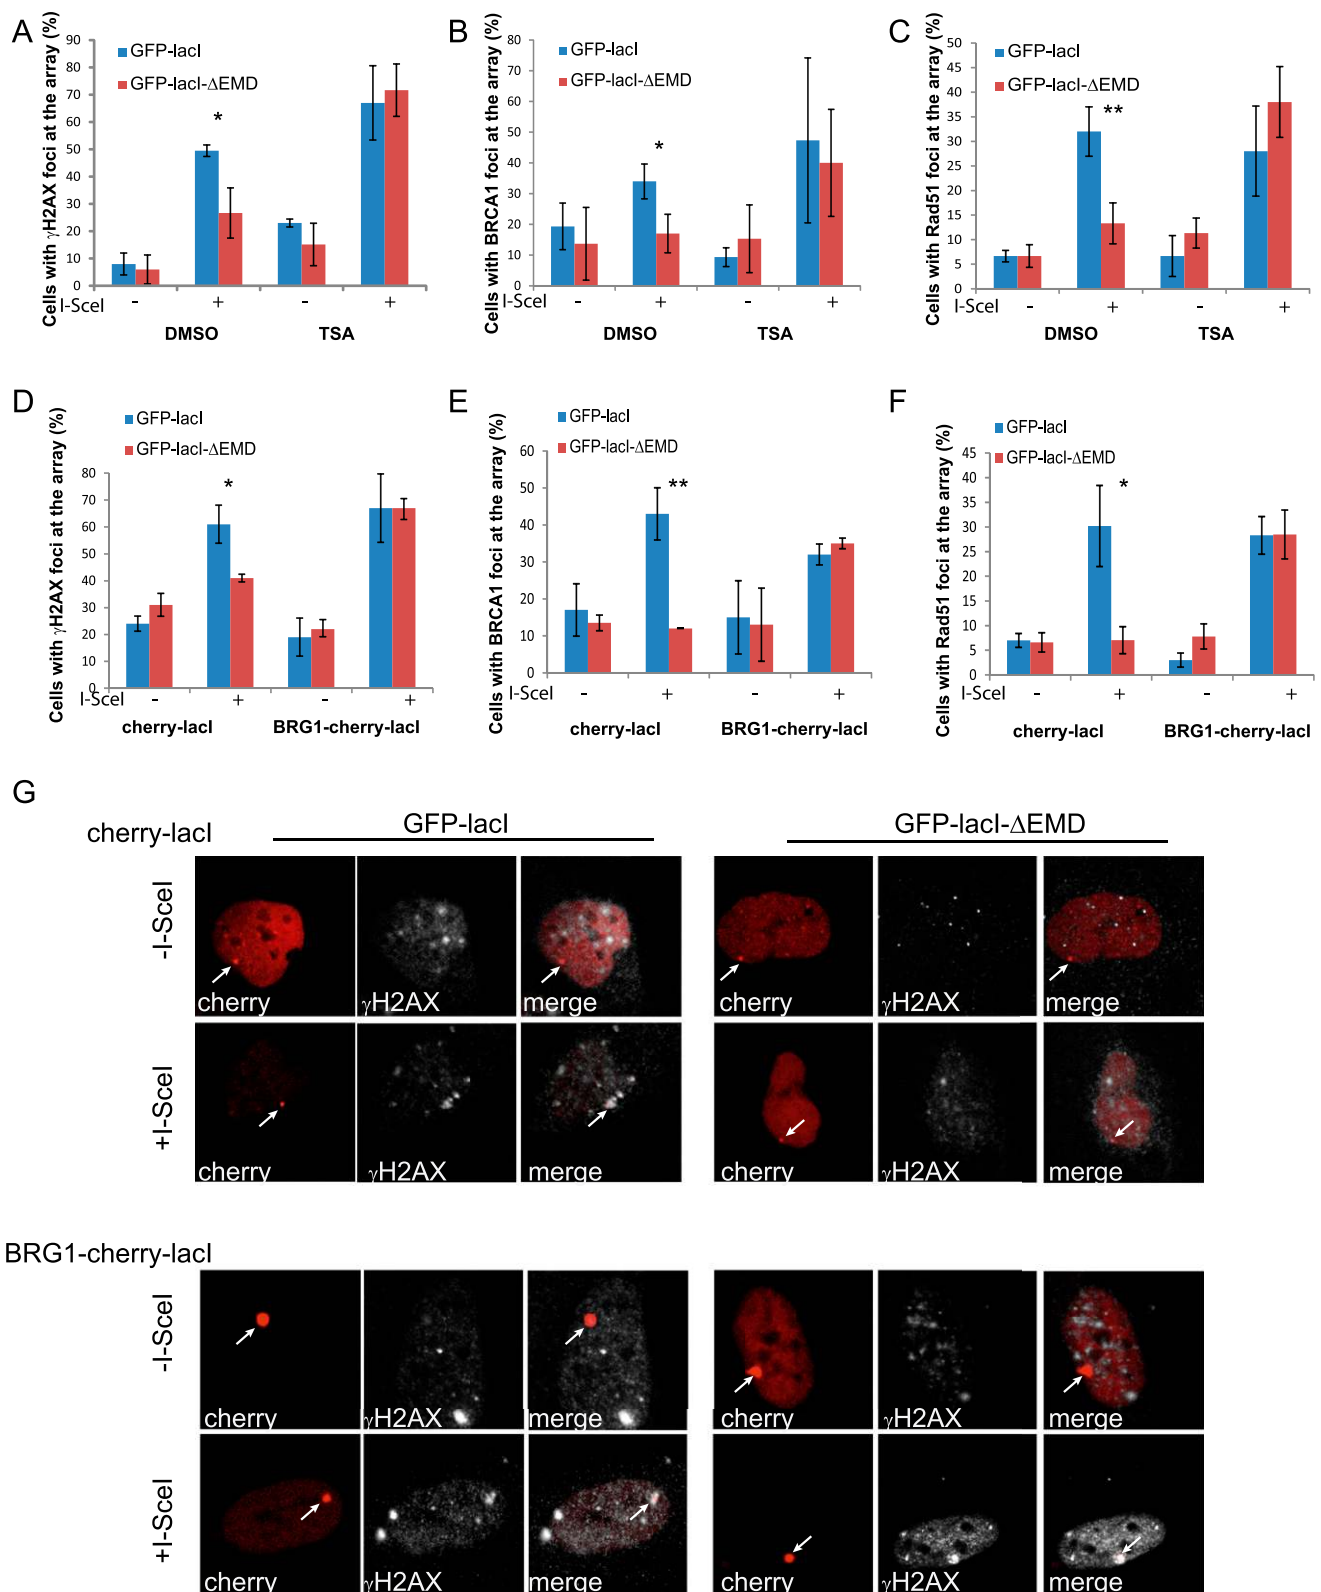 A
Cells with γH2AX foci at the array (%)
90
80
70
60
50
40
30
20
10
0
GFP-lacI
GFP-lacI-ΔEMD
*
I-SceI - + - +
DMSO TSA
B
Cells with BRCA1 foci at the array (%)
80
70
60
50
40
30
20
10
0
GFP-lacI
GFP-lacI-ΔEMD
*
I-SceI - + - +
DMSO TSA
C
Cells with Rad51 foci at the array (%)
50
45
40
35
30
25
20
15
10
5
0
GFP-lacI
GFP-lacI-ΔEMD
**
I-SceI - + - +
DMSO TSA
D
Cells with γH2AX foci at the array (%)
80
70
60
50
40
30
20
10
0
GFP-lacI
GFP-lacI-ΔEMD
*
I-SceI - + - +
cherry-lacI BRG1-cherry-lacI
E
Cells with BRCA1 foci at the array (%)
60
50
40
30
20
10
0
GFP-lacI
GFP-lacI-ΔEMD
**
I-SceI - + - +
cherry-lacI BRG1-cherry-lacI
F
Cells with Rad51 foci at the array (%)
45
40
35
30
25
20
15
10
5
0
GFP-lacI
GFP-lacI-ΔEMD
*
I-SceI - + - +
cherry-lacI BRG1-cherry-lacI
G
cherry-lacI GFP-lacI GFP-lacI-ΔEMD
-I-SceI
cherry γH2AX merge cherry γH2AX merge
+I-SceI
cherry γH2AX merge cherry γH2AX merge
BRG1-cherry-lacI
-I-SceI
cherry γH2AX merge cherry γH2AX merge
+I-SceI
cherry γH2AX merge cherry γH2AX merge